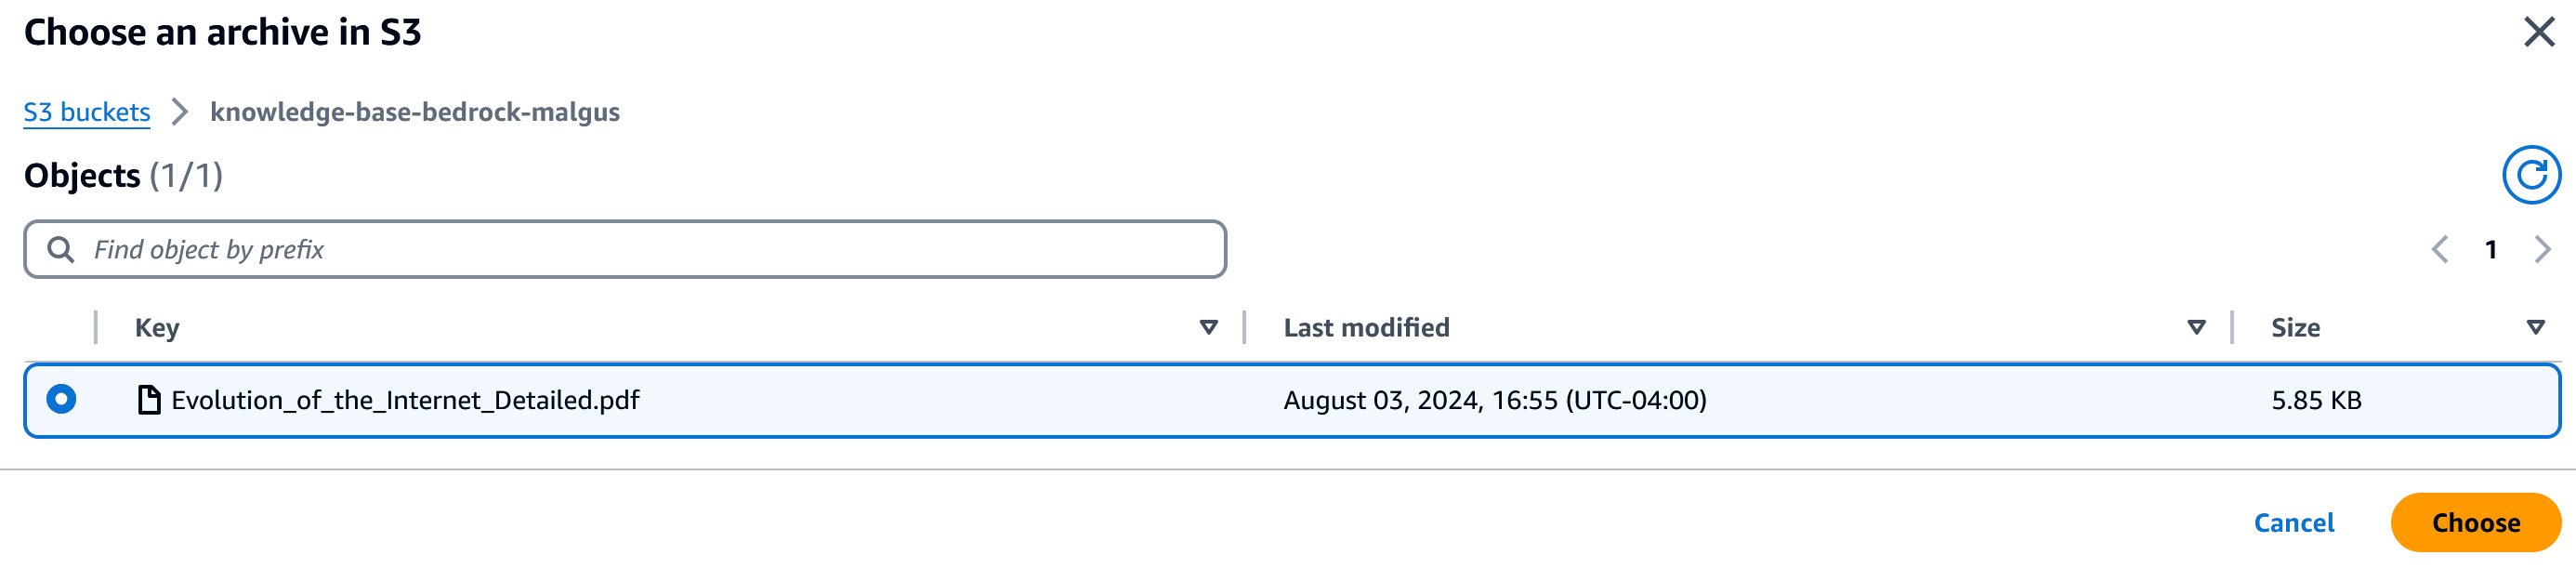 Choose an archive in S3
S3 buckets knowledge-base-bedrock-malgus
Objects (1/1)
Find object by prefix
1
Key Last modified Size
Evolution_of_the_Internet_Detailed.pdf August 03, 2024, 16:55 (UTC-04:00) 5.85 KB
Cancel Choose